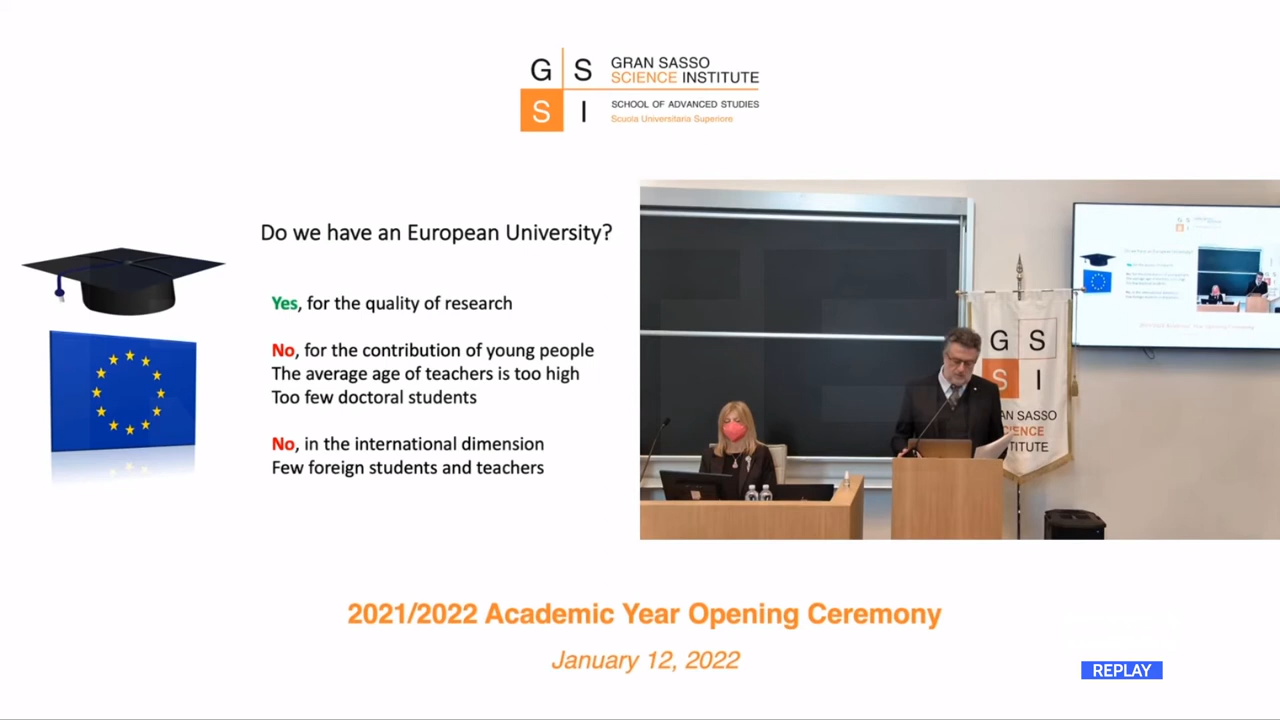 G S
S I
GRAN SASSO
SCIENCE INSTITUTE
SCHOOL OF ADVANCED STUDIES
Scuola Universitaria Superiore
Do we have an European University?
Yes, for the quality of research
No, for the contribution of young people
The average age of teachers is too high
Too few doctoral students
No, in the international dimension
Few foreign students and teachers
G S
S I
AN SASSO
CIENCE
TITUTE
2021/2022 Academic Year Opening Ceremony
January 12, 2022
REPLAY